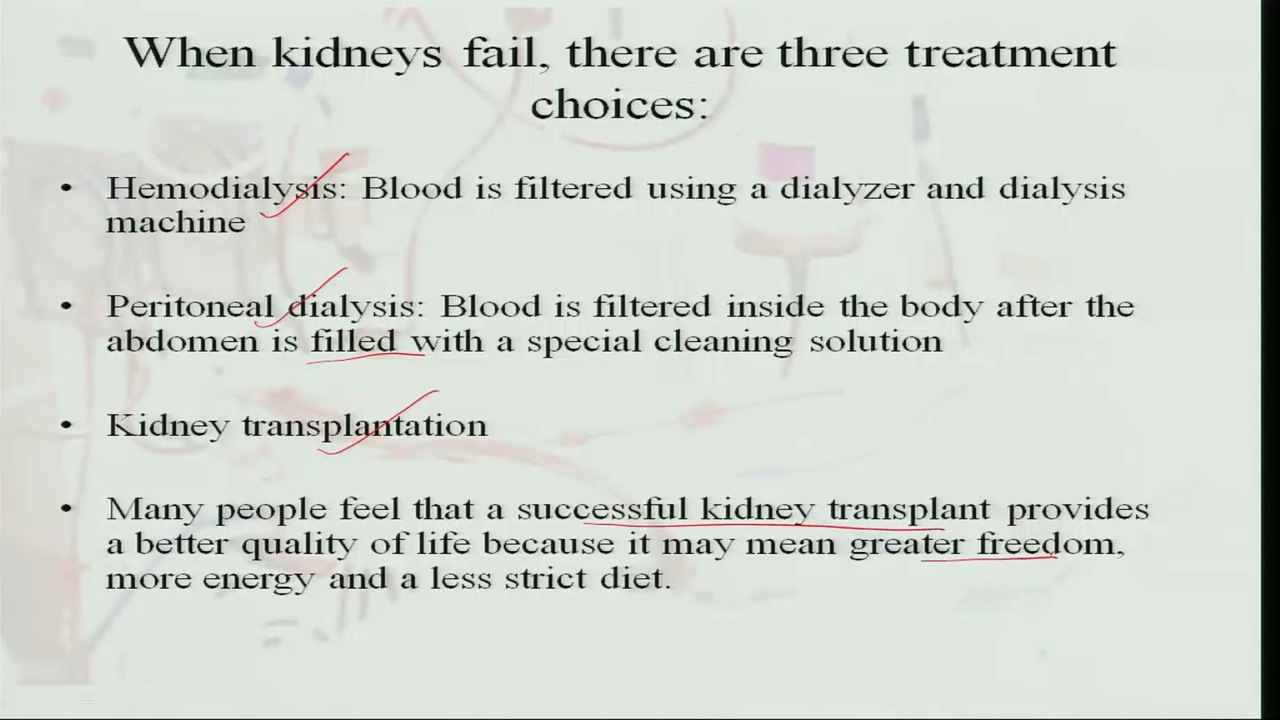 When kidneys fail, there are three treatment
choices:
• Hemodialysis: Blood is filtered using a dialyzer and dialysis
machine
• Peritoneal dialysis: Blood is filtered inside the body after the
abdomen is filled with a special cleaning solution
• Kidney transplantation
• Many people feel that a successful kidney transplant provides
a better quality of life because it may mean greater freedom,
more energy and a less strict diet.